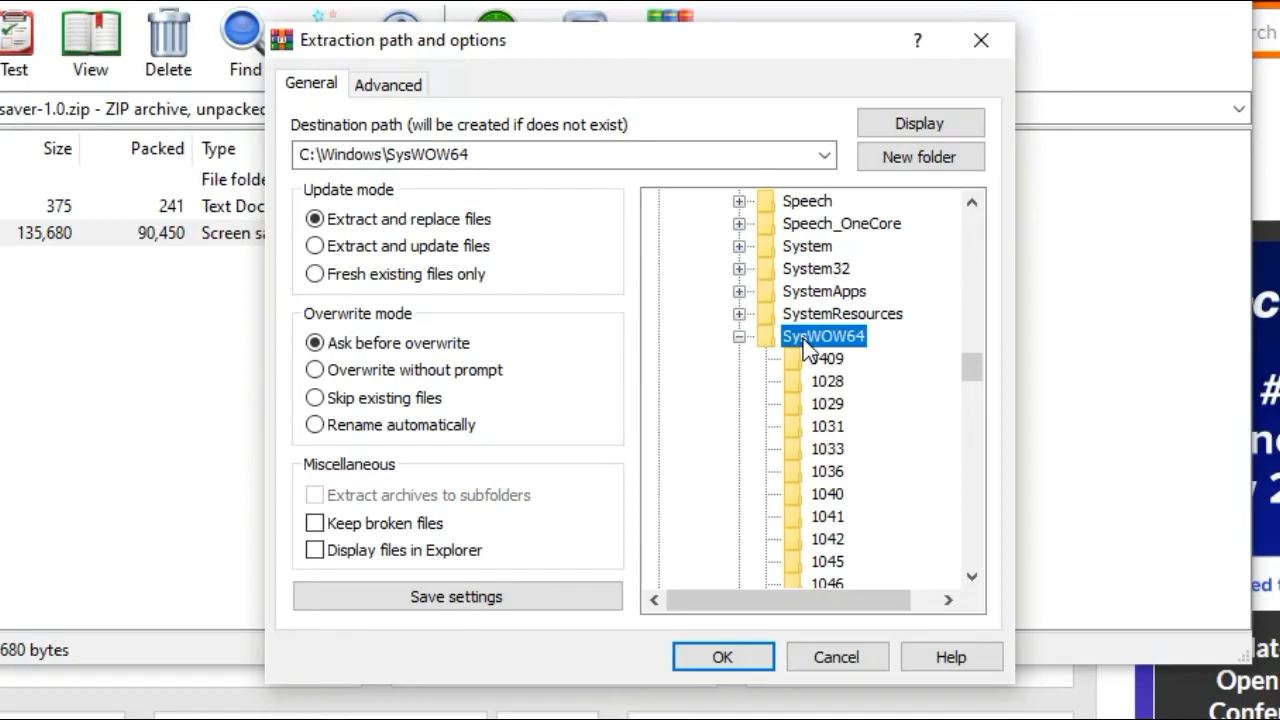 Test
View
Delete
Find
Extraction path and options
?
General
Advanced
saver-1.0.zip - ZIP archive, unpacked
Size
Packed
Type
File folde
375
241
Text Doc
135,680
90,450
Screen sa
Destination path (will be created if does not exist)
Display
C:\Windows\SysWOW64
New folder
Update mode
Extract and replace files
Extract and update files
Fresh existing files only
Overwrite mode
Ask before overwrite
Overwrite without prompt
Skip existing files
Rename automatically
Miscellaneous
Extract archives to subfolders
Keep broken files
Display files in Explorer
Save settings
Speech
Speech_OneCore
System
System32
SystemApps
SystemResources
SysWOW64
1028
1029
1031
1033
1036
1040
1041
1042
1045
1046
OK
Cancel
Help
680 bytes
rch
#
ed t
Open
Confe